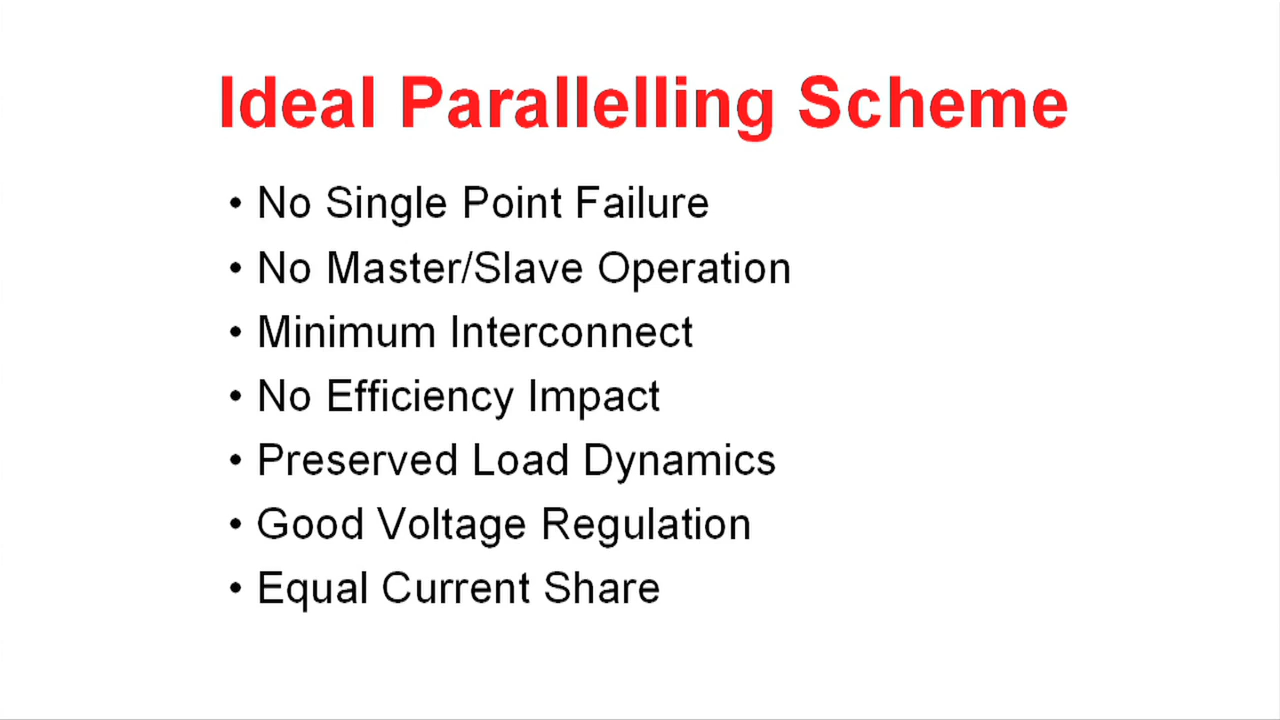 Ideal Parallelling Scheme
• No Single Point Failure
• No Master/Slave Operation
• Minimum Interconnect
• No Efficiency Impact
• Preserved Load Dynamics
• Good Voltage Regulation
• Equal Current Share